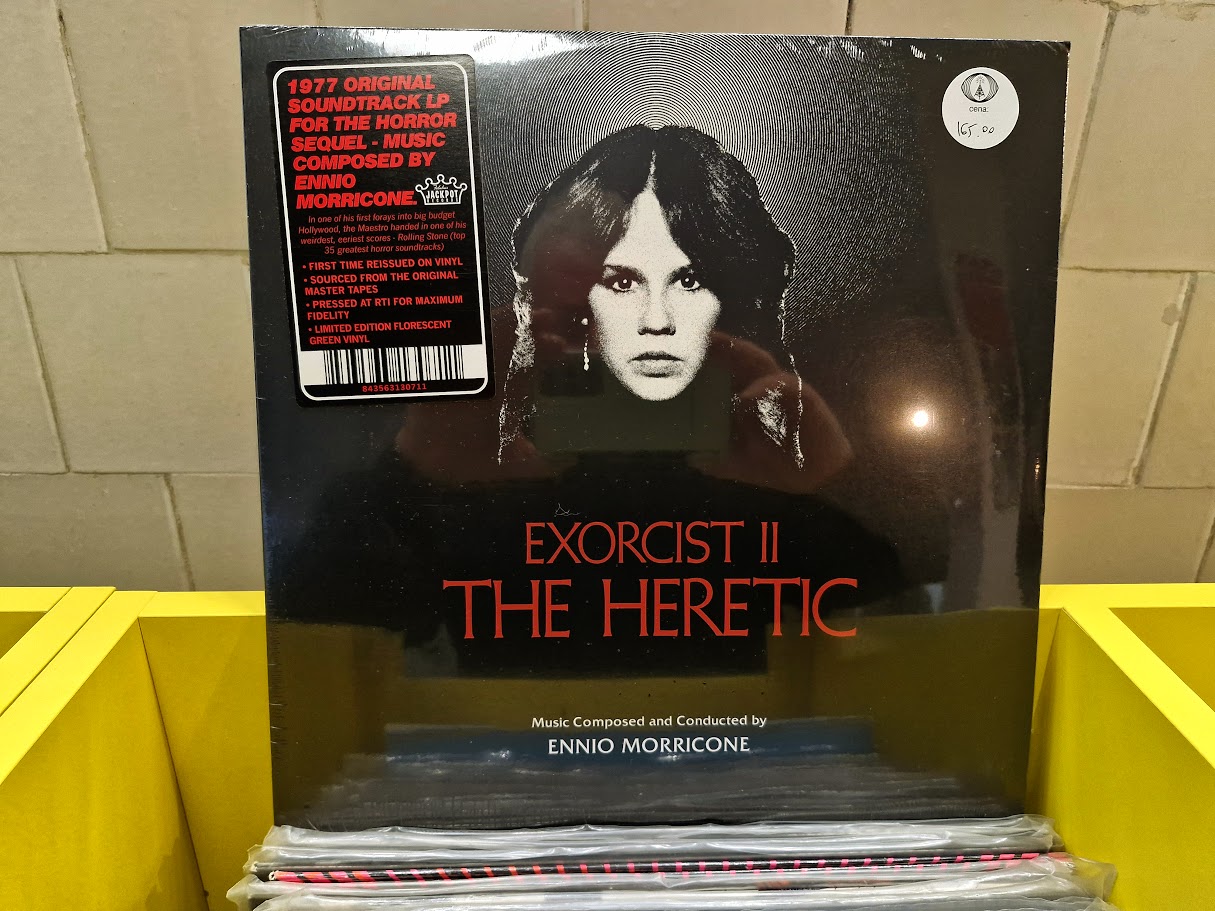 1977 ORIGINAL
SOUNDTRACK LP
FOR THE HORROR
SEQUEL - MUSIC
COMPOSED BY
ENNIO
MORRICONE.
JACKPOT
RECORDS
In one of his first forays into big budget
Hollywood, the Maestro handed in one of his
weirdest, eeriest scores - Rolling Stone (top
35 greatest horror soundtracks)
• FIRST TIME REISSUED ON VINYL
• SOURCED FROM THE ORIGINAL
MASTER TAPES
• PRESSED AT RTI FOR MAXIMUM
FIDELITY
• LIMITED EDITION FLORESCENT
GREEN VINYL
843563130711
cena:
165.00
EXORCIST II
THE HERETIC
Music Composed and Conducted by
ENNIO MORRICONE